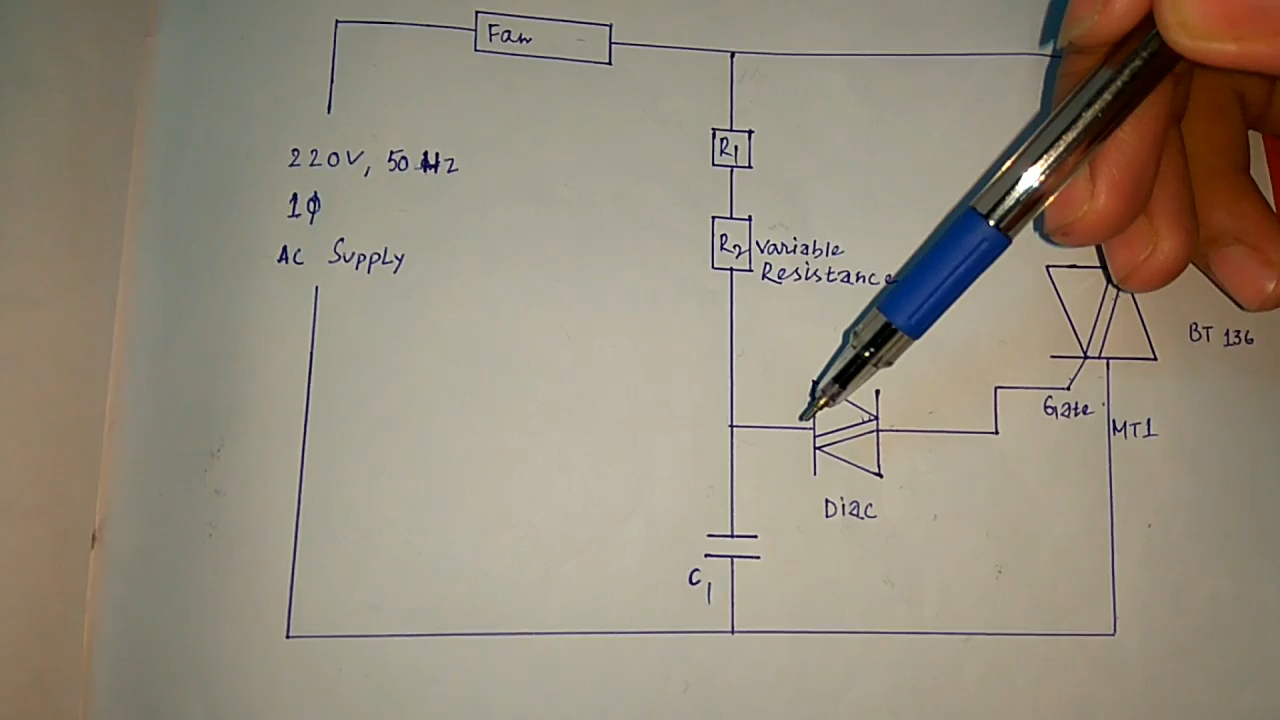 Fan
220V, 50 Hz
1ϕ
AC Supply
R1
R2 Variable
Resistance
BT 136
Gate
MT1
Diac
C1